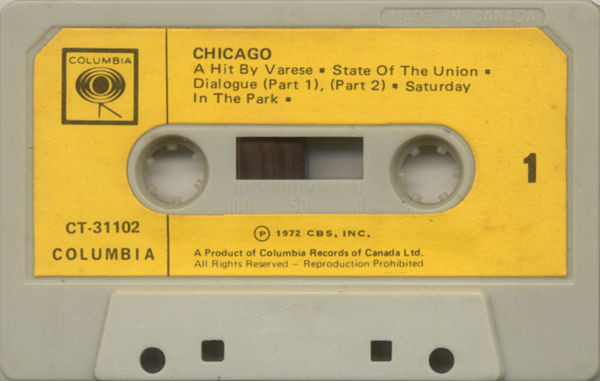 MADE IN CANADA
COLUMBIA
CHICAGO
A Hit By Varese ▪ State Of The Union ▪
Dialogue (Part 1), (Part 2) ▪ Saturday
In The Park ▪
1
100 50 0
CT-31102
COLUMBIA
Ⓟ 1972 CBS, INC.
A Product of Columbia Records of Canada Ltd.
All Rights Reserved – Reproduction Prohibited